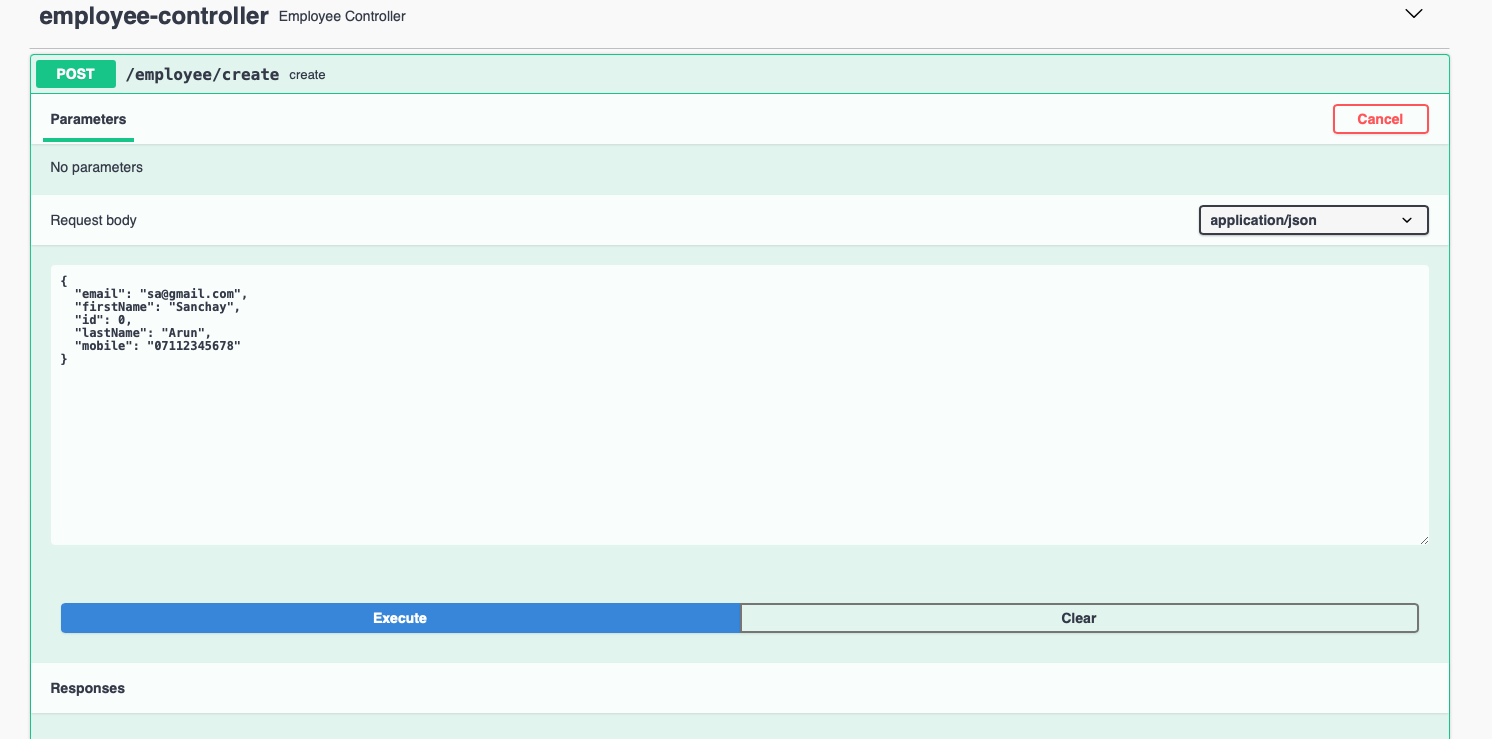 employee-controller Employee Controller
POST /employee/create create
Parameters Cancel
No parameters
Request body application/json
{
  "email": "sa@gmail.com",
  "firstName": "Sanchay",
  "id": 0,
  "lastName": "Arun",
  "mobile": "07112345678"
}
Execute Clear
Responses